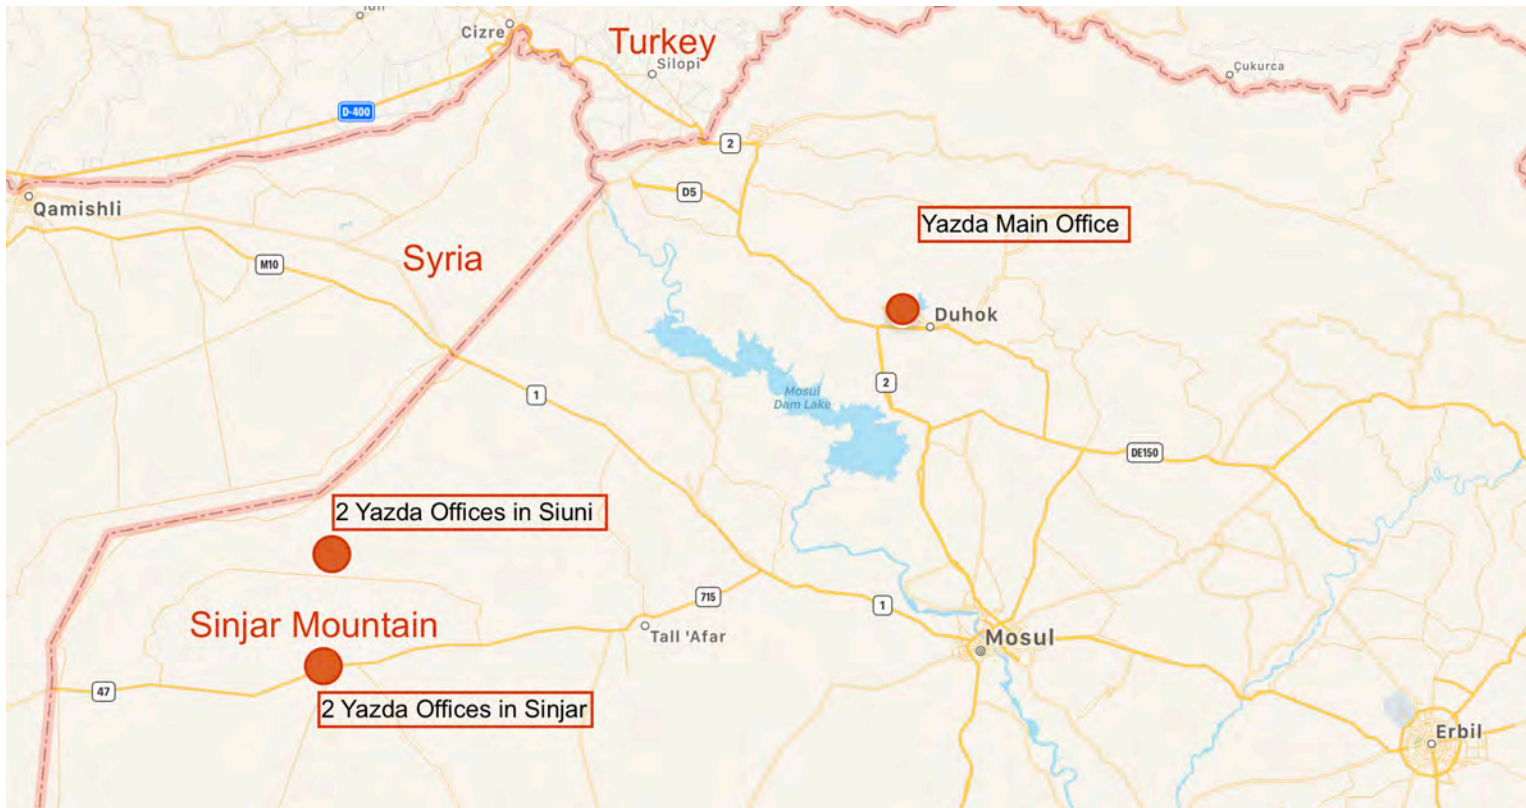 Cizre
Turkey
Silopi
Çukurca
D-400
2
D5
Qamishli
Yazda Main Office
Syria
M10
Duhok
2
Mosul
Dam Lake
1
DE150
2 Yazda Offices in Siuni
715
1
Sinjar Mountain
Tall 'Afar
Mosul
47
2 Yazda Offices in Sinjar
Erbil